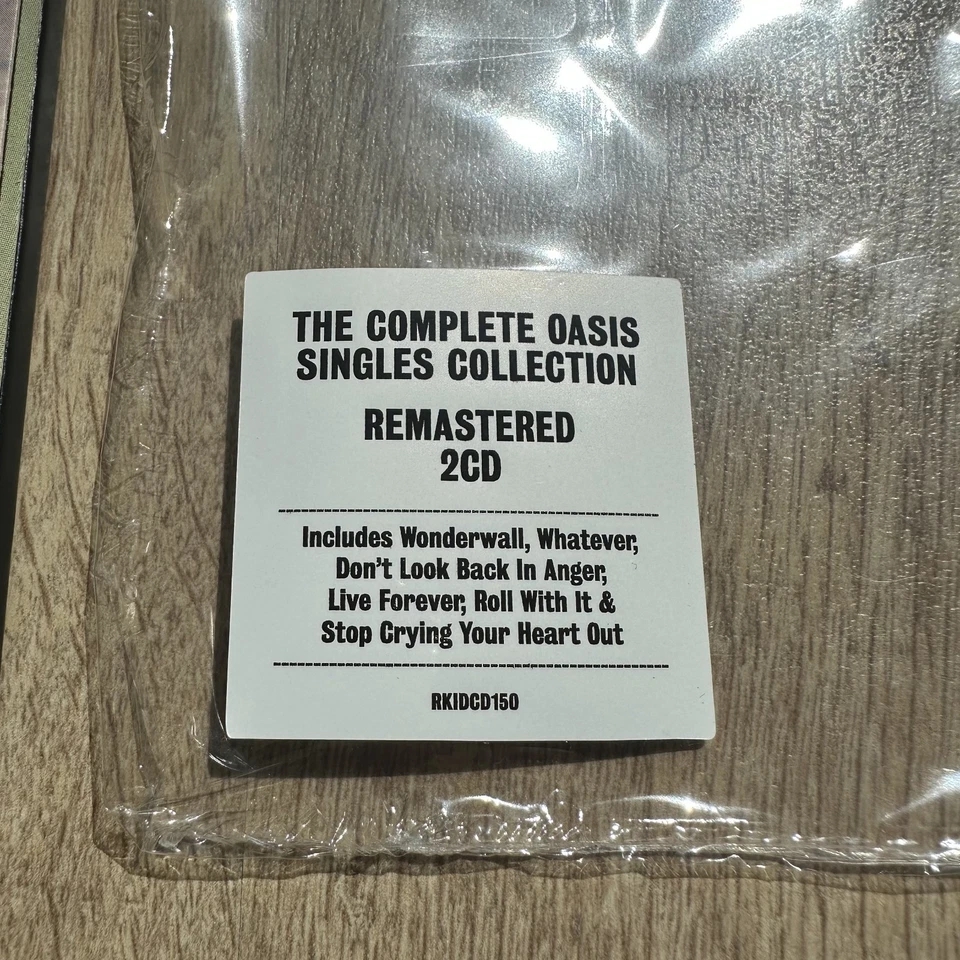 THE COMPLETE OASIS
SINGLES COLLECTION
REMASTERED
2CD
Includes Wonderwall, Whatever,
Don't Look Back In Anger,
Live Forever, Roll With It &
Stop Crying Your Heart Out
RKIDCD150